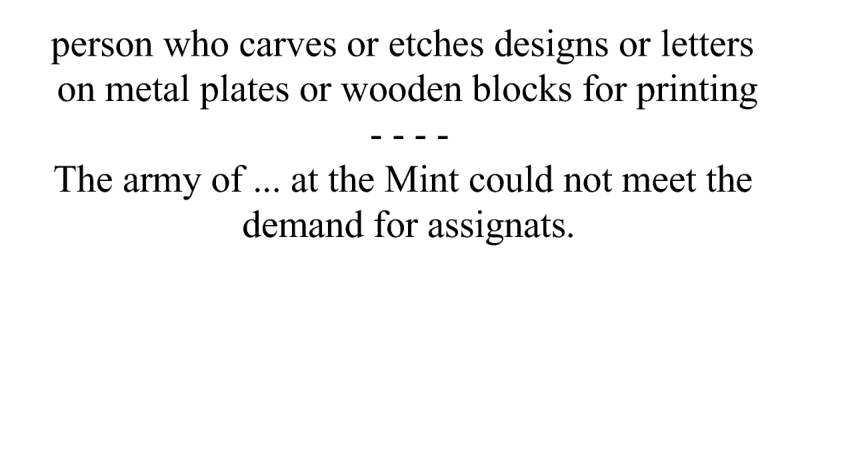 person who carves or etches designs or letters
on metal plates or wooden blocks for printing
- - - -
The army of ... at the Mint could not meet the
demand for assignats.